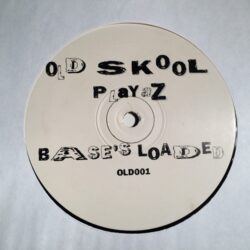 OLD SKOOL
PLayaZ
BASE'S LOADED
OLD001